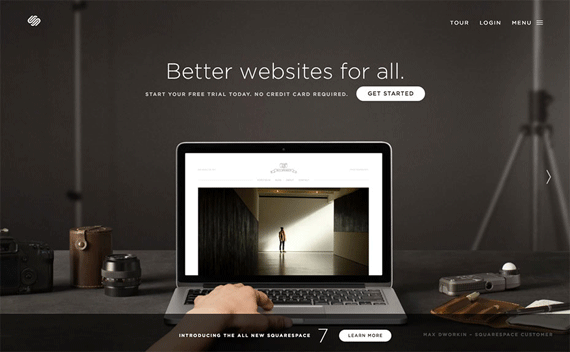 TOUR LOGIN MENU
Better websites for all.
START YOUR FREE TRIAL TODAY. NO CREDIT CARD REQUIRED. GET STARTED
INTRODUCING THE ALL NEW SQUARESPACE 7 LEARN MORE
MAX DWORKIN • SQUARESPACE CUSTOMER